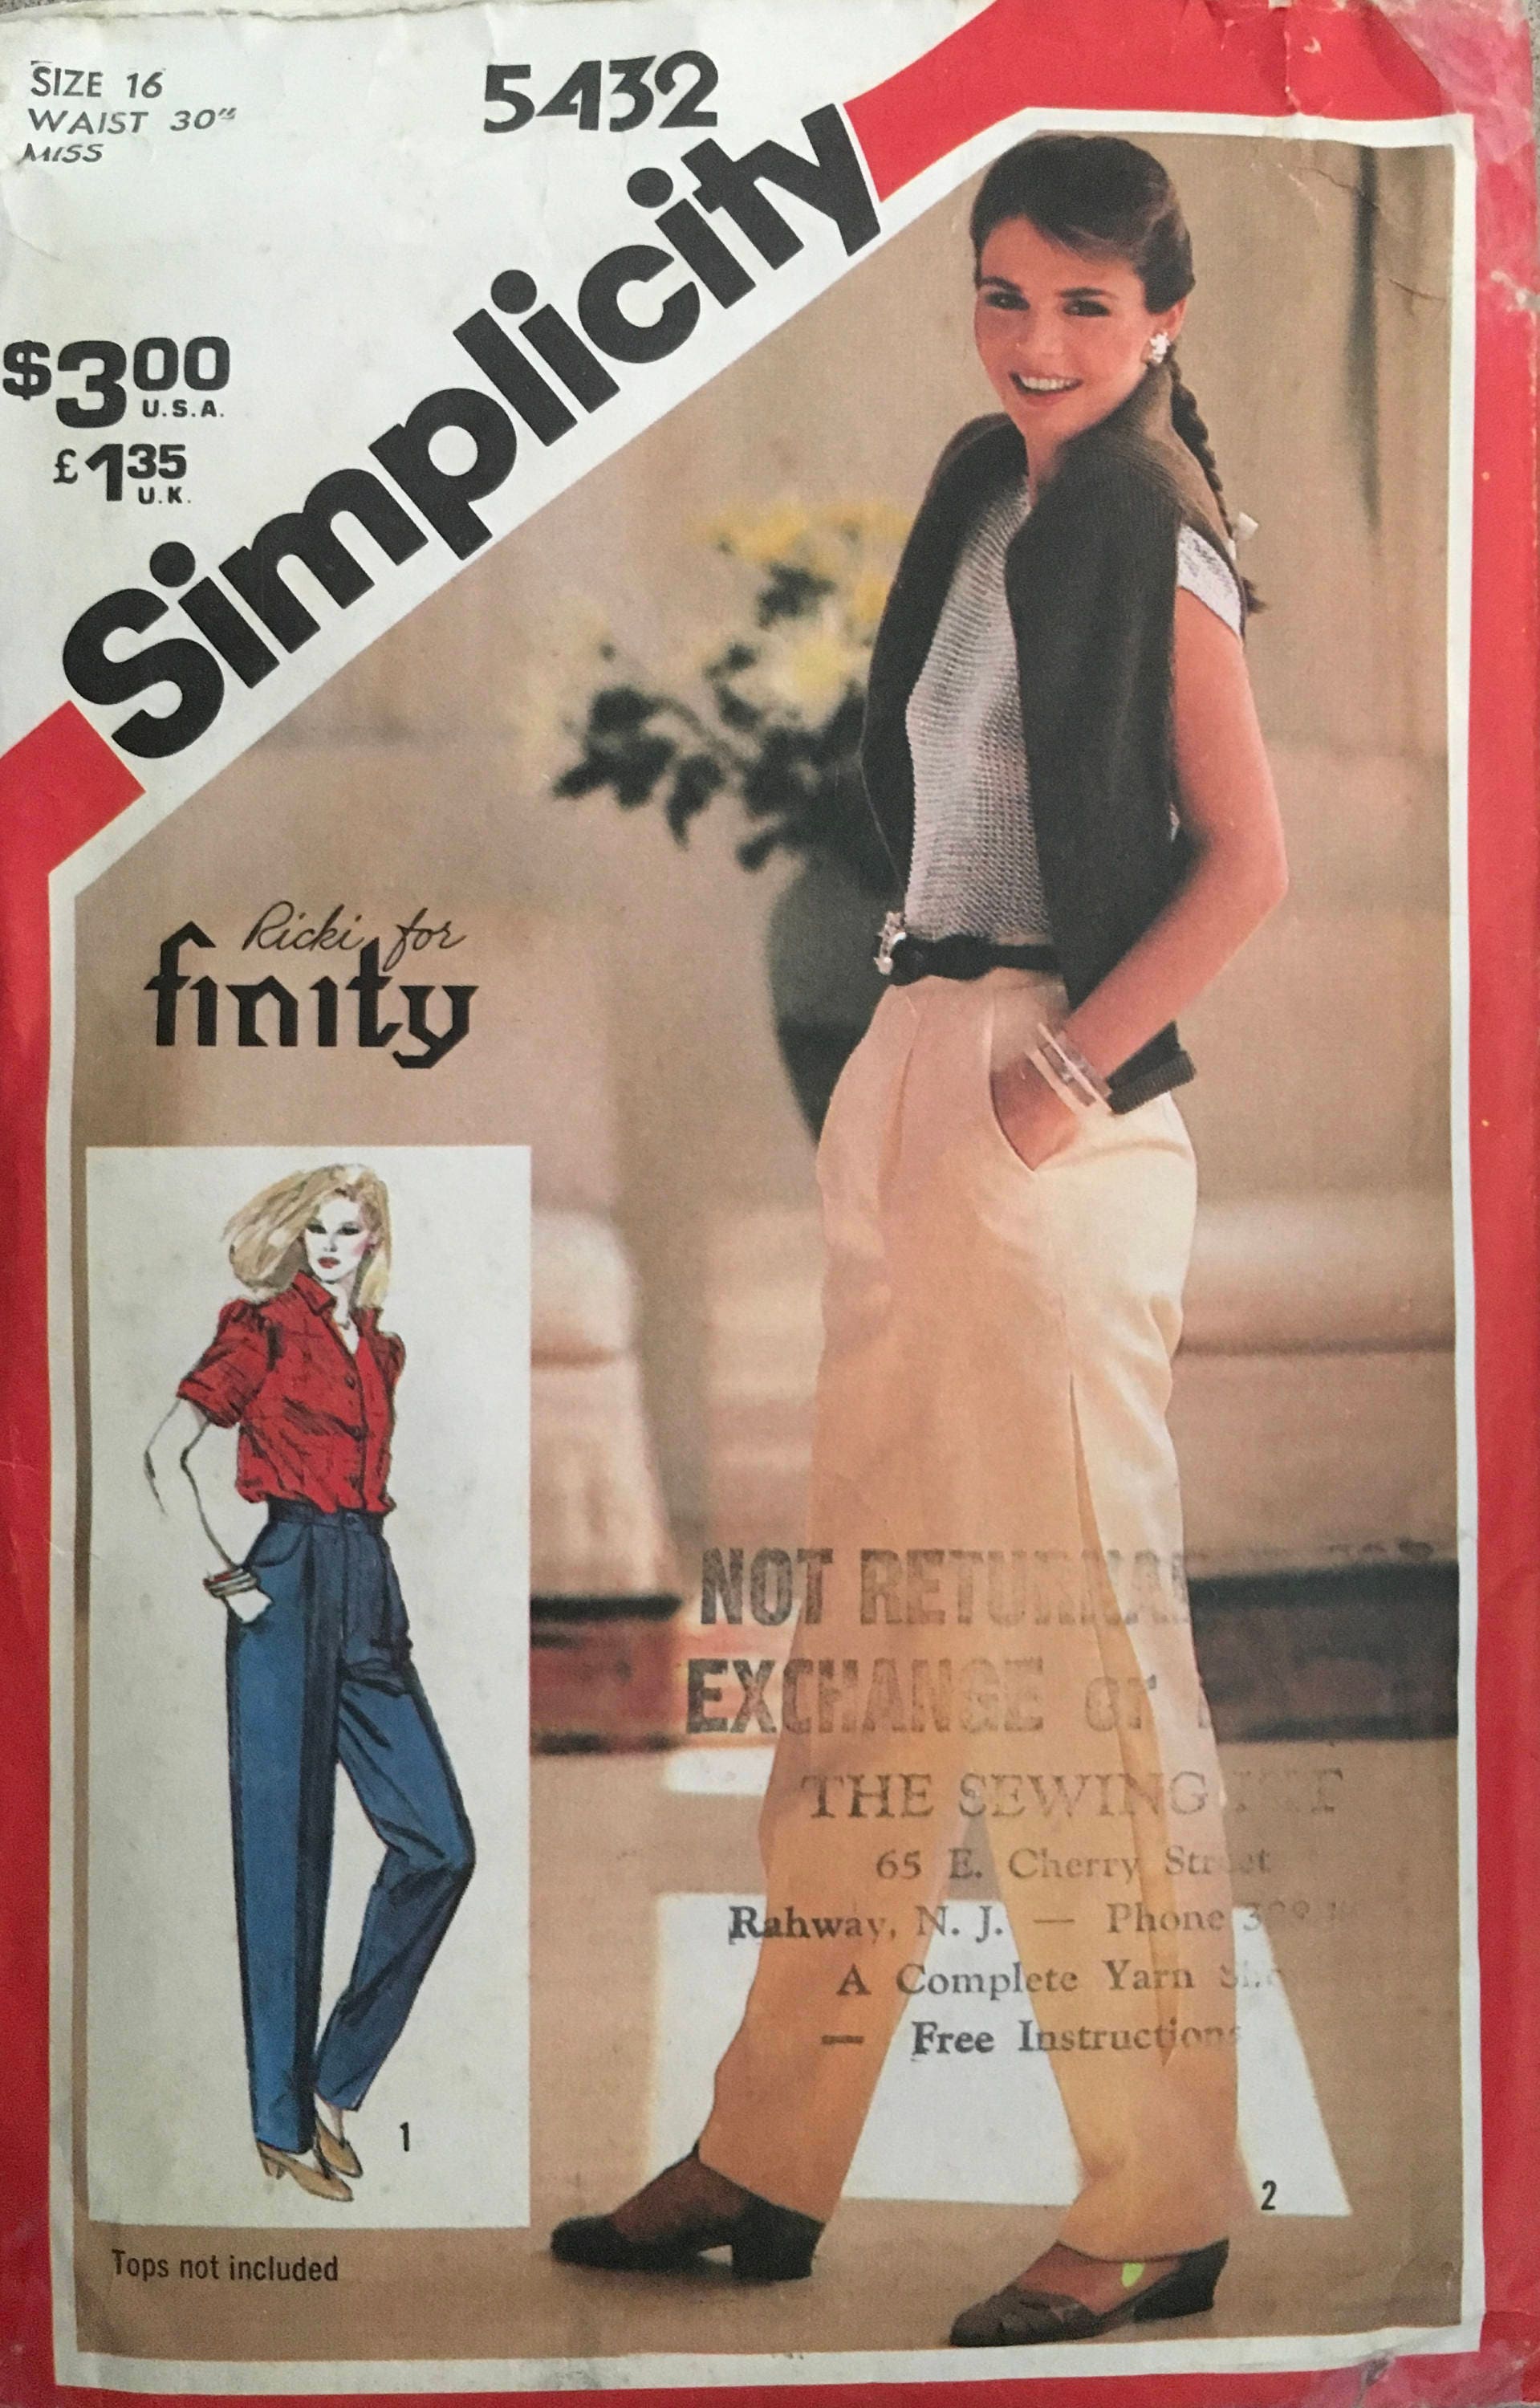 SIZE 16
WAIST 30"
MISS
5432
Simplicity
$3.00
U.S.A.
£1.35
U.K.
Ricki for
finity
NOT
EXCHANGE or
THE SEWING
65 E. Cherry Street
Rahway, N. J. — Phone
A Complete Yarn
— Free Instructions
1
2
Tops not included